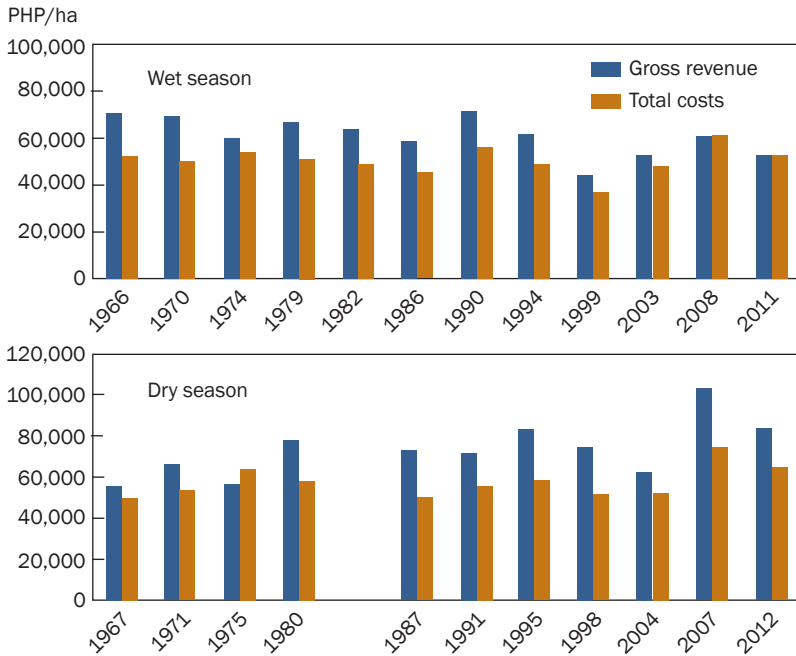 PHP/ha
100,000
Wet season
Gross revenue
80,000
Total costs
60,000
40,000
20,000
0
1966 1970 1974 1979 1982 1986 1990 1994 1999 2003 2008 2011
120,000
Dry season
100,000
80,000
60,000
40,000
20,000
0
1967 1971 1975 1980 1987 1991 1995 1998 2004 2007 2012